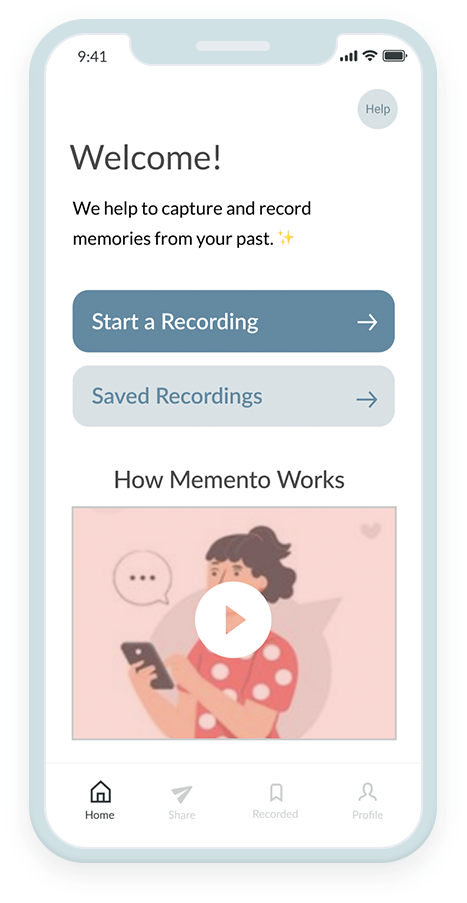 9:41
Help
Welcome!
We help to capture and record
memories from your past. ✨
Start a Recording
Saved Recordings
How Memento Works
Home
Share
Recorded
Profile